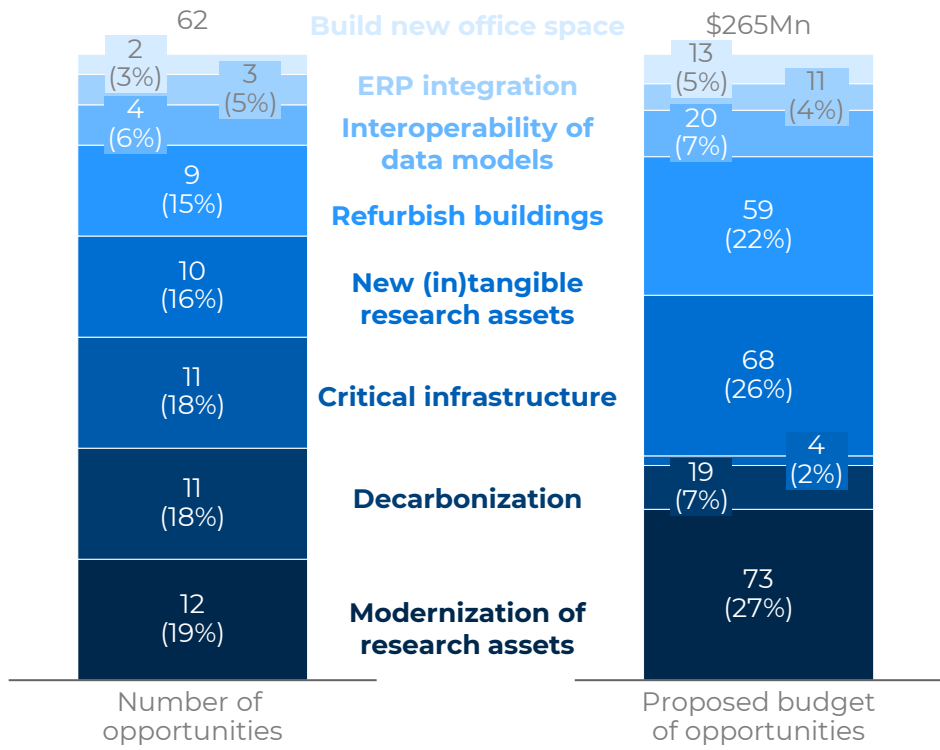 62
Build new office space
$265Mn
2
(3%)
3
(5%)
ERP integration
13
(5%)
11
(4%)
4
(6%)
Interoperability of
data models
20
(7%)
9
(15%)
Refurbish buildings
59
(22%)
10
(16%)
New (in)tangible
research assets
68
(26%)
11
(18%)
Critical infrastructure
4
(2%)
11
(18%)
Decarbonization
19
(7%)
12
(19%)
Modernization of
research assets
73
(27%)
Number of
opportunities
Proposed budget
of opportunities